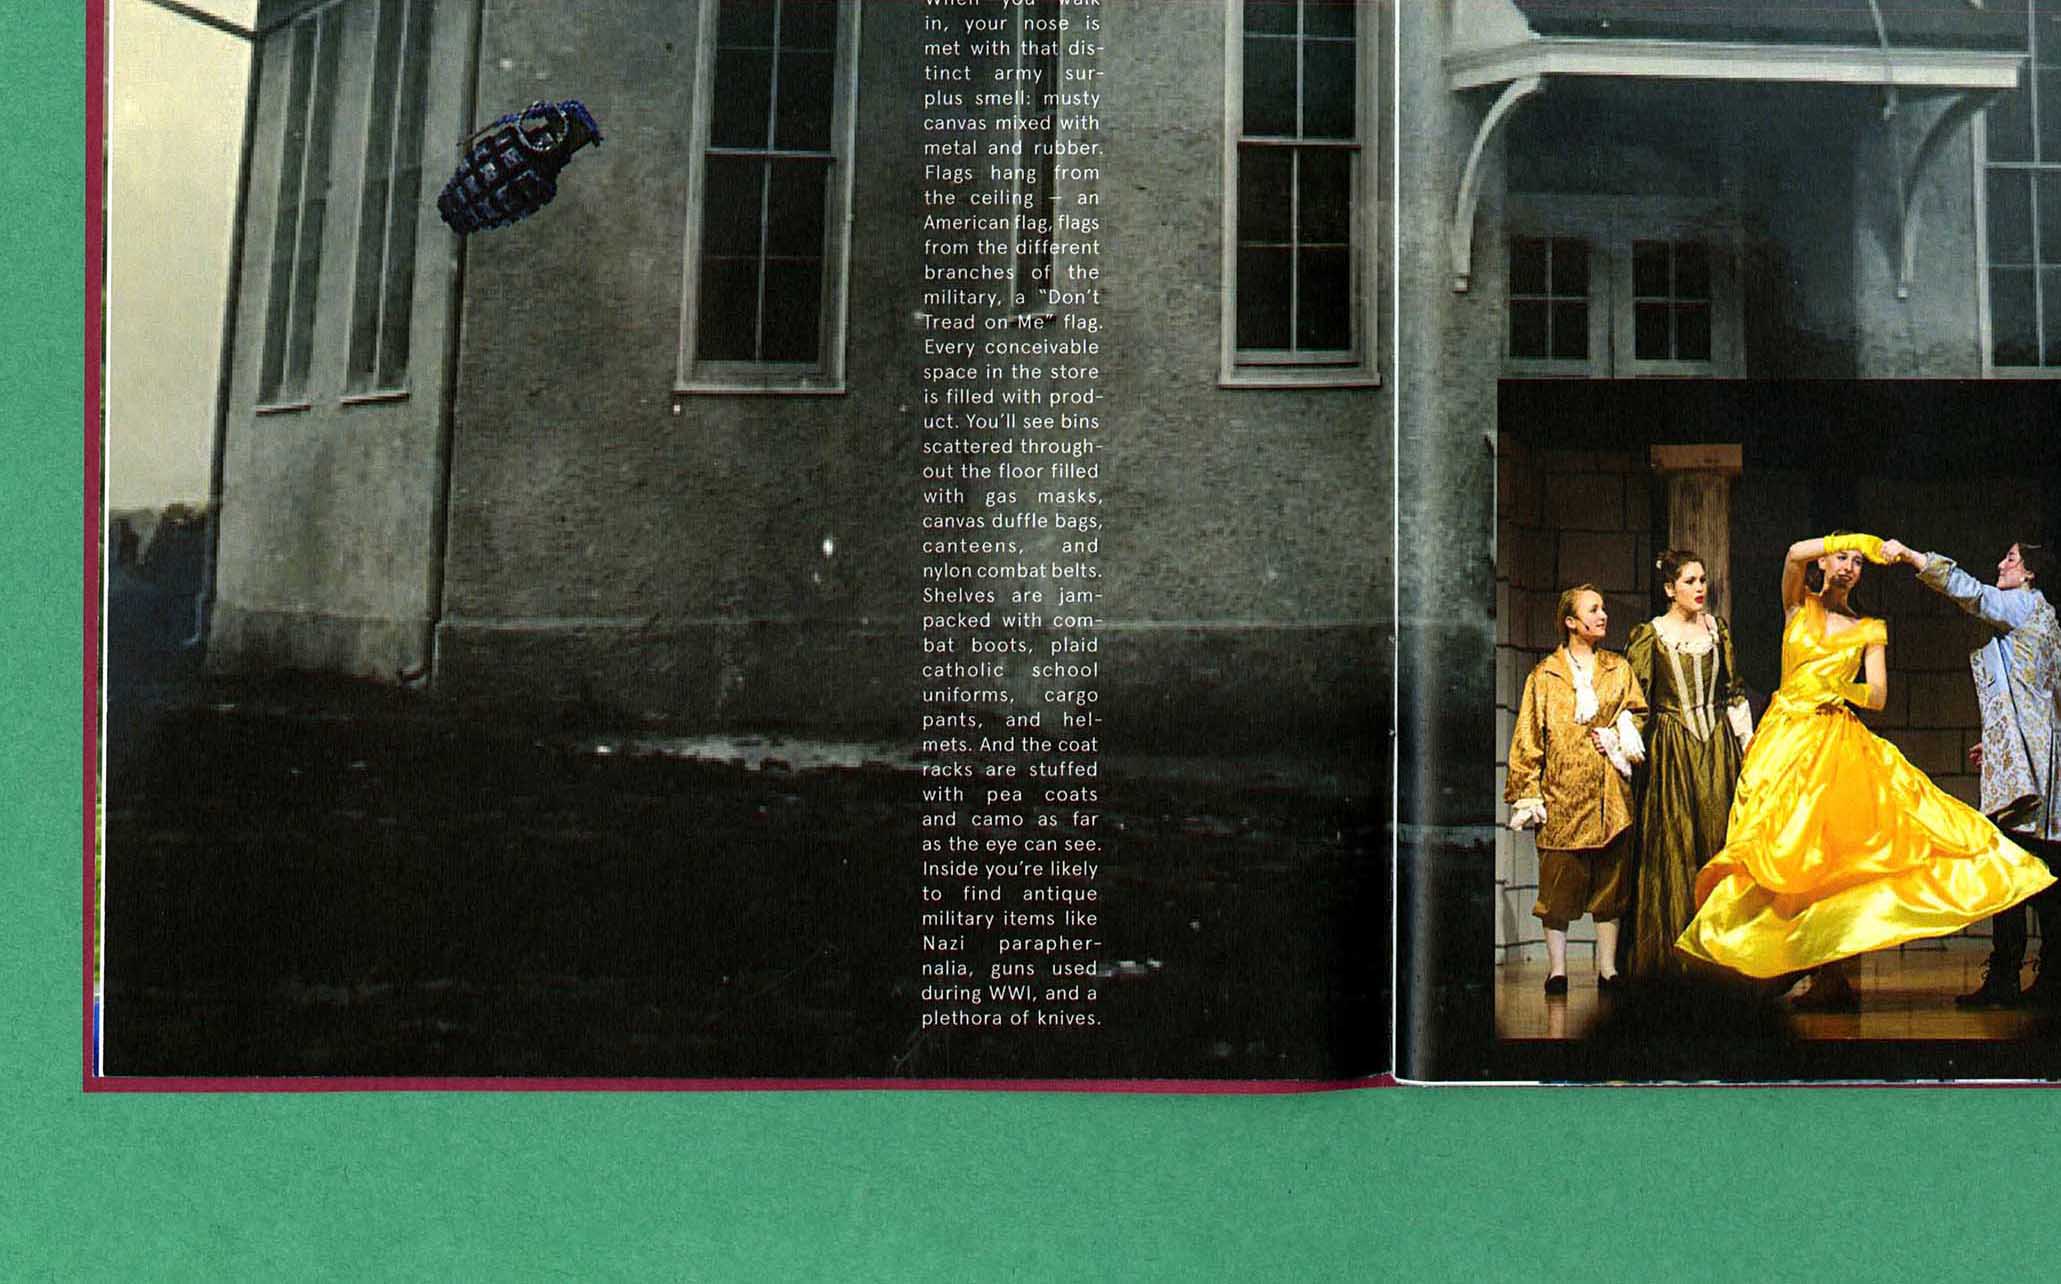 When you walk
in, your nose is
met with that dis-
tinct army sur-
plus smell: musty
canvas mixed with
metal and rubber.
Flags hang from
the ceiling – an
American flag, flags
from the different
branches of the
military, a “Don’t
Tread on Me” flag.
Every conceivable
space in the store
is filled with prod-
uct. You’ll see bins
scattered through-
out the floor filled
with gas masks,
canvas duffle bags,
canteens, and
nylon combat belts.
Shelves are jam-
packed with com-
bat boots, plaid
catholic school
uniforms, cargo
pants, and hel-
mets. And the coat
racks are stuffed
with pea coats
and camo as far
as the eye can see.
Inside you’re likely
to find antique
military items like
Nazi parapher-
nalia, guns used
during WWI, and a
plethora of knives.